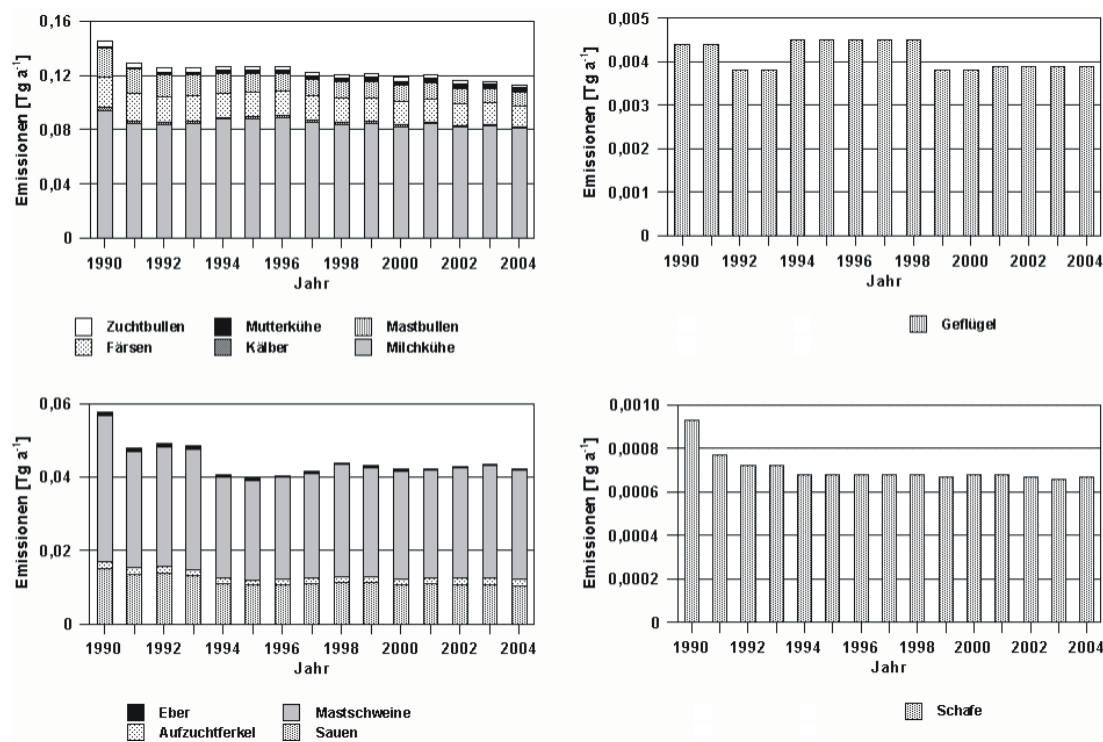 Emissionen [Tg a⁻¹]
0,16
0,12
0,08
0,04
0
1990 1992 1994 1996 1998 2000 2002 2004
Jahr
Zuchtbullen Mutterkühe Mastbullen
Färsen Kälber Milchkühe
Emissionen [Tg a⁻¹]
0,005
0,004
0,003
0,002
0,001
0
1990 1992 1994 1996 1998 2000 2002 2004
Jahr
Geflügel
Emissionen [Tg a⁻¹]
0,06
0,04
0,02
0
1990 1992 1994 1996 1998 2000 2002 2004
Jahr
Eber Mastschweine
Aufzuchtferkel Sauen
Emissionen [Tg a⁻¹]
0,0010
0,0008
0,0006
0,0004
0,0002
0
1990 1992 1994 1996 1998 2000 2002 2004
Jahr
Schafe